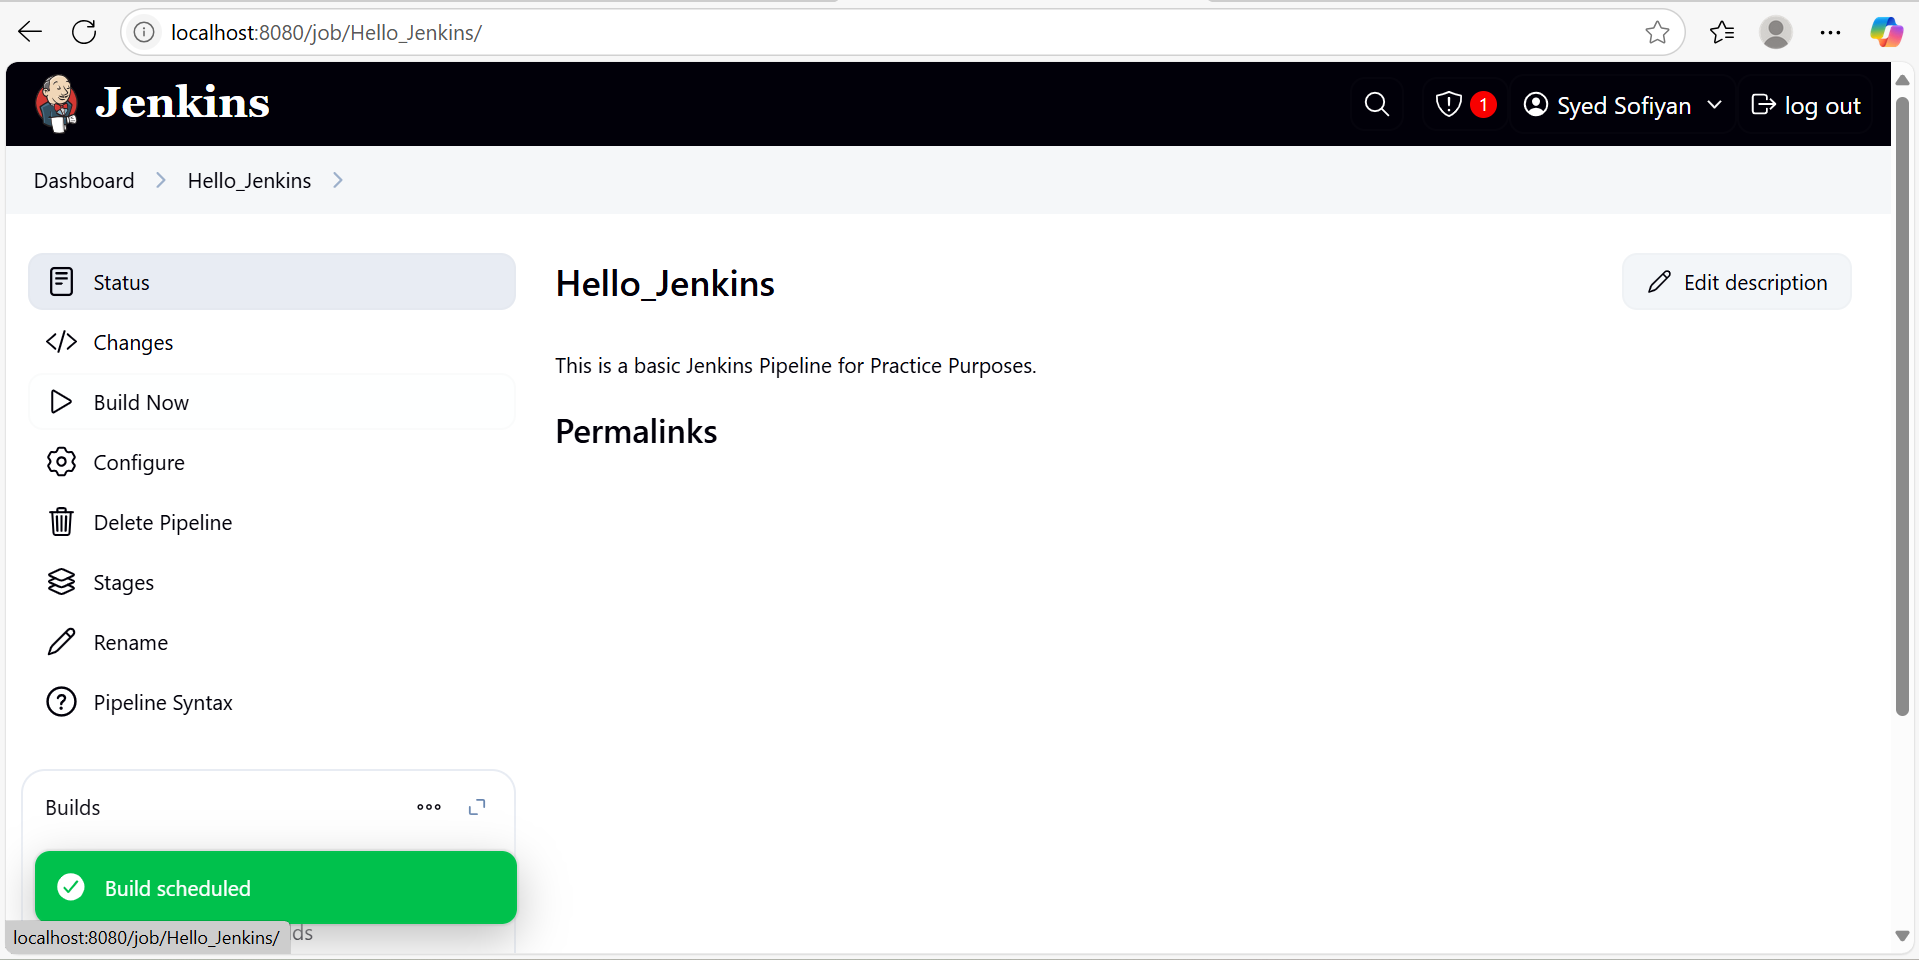 localhost:8080/job/Hello_Jenkins/
Jenkins
1
Syed Sofiyan
log out
Dashboard
Hello_Jenkins
Status
Hello_Jenkins
Edit description
Changes
This is a basic Jenkins Pipeline for Practice Purposes.
Build Now
Permalinks
Configure
Delete Pipeline
Stages
Rename
Pipeline Syntax
Builds
Build scheduled
localhost:8080/job/Hello_Jenkins/